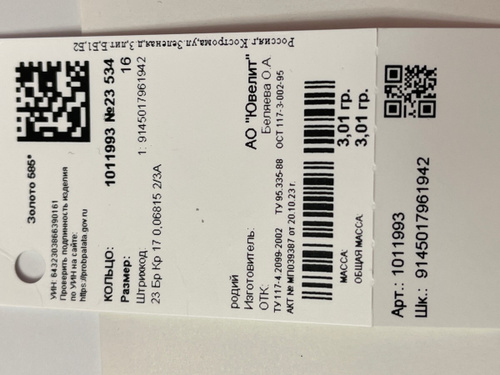 Россия,г.Кострома,ул.Зеленая,д.3,лит.Б,Б1,Б2
Золото 585*
УИН: 6432303866390161
Проверить подлинность изделия
по УИН на сайте:
https://probpalata.gov.ru
КОЛЬЦО: 1011993 №23 534
Размер: 16
Штрихкод: 1: 9145017961942
23 Бр Кр 17 0,06815 2/3А
родий
Изготовитель: АО "Ювелит"
ОТК: Беляева О.А
ТУ 117-4.2099-2002 ТУ 95.335-88 ОСТ 117-3-002-95
АКТ № МП039387 от 20.10.23 г.
МАССА: 3,01 гр.
ОБЩАЯ МАССА: 3,01 гр.
Арт.: 1011993
Шк.: 9145017961942